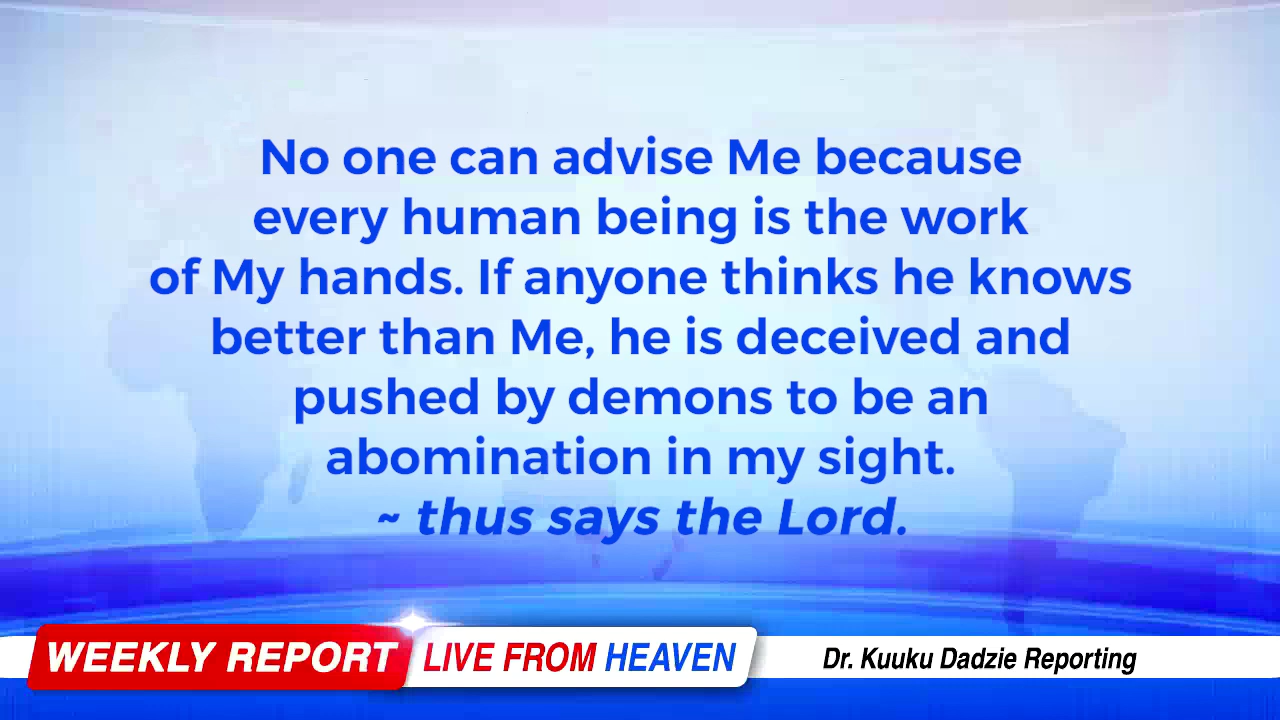 No one can advise Me because
every human being is the work
of My hands. If anyone thinks he knows
better than Me, he is deceived and
pushed by demons to be an
abomination in my sight.
~ thus says the Lord.
WEEKLY REPORT LIVE FROM HEAVEN Dr. Kuuku Dadzie Reporting